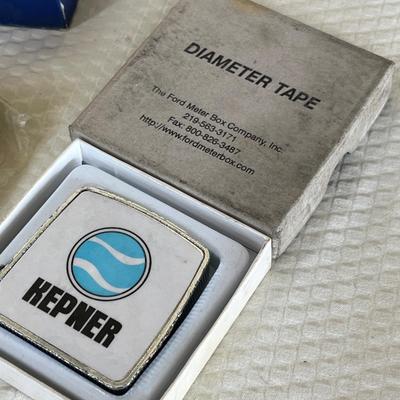 DIAMETER TAPE
The Ford Meter Box Company, Inc
219-563-3171
Fax: 800-826-3487
http://www.fordmeterbox.com
KEPNER